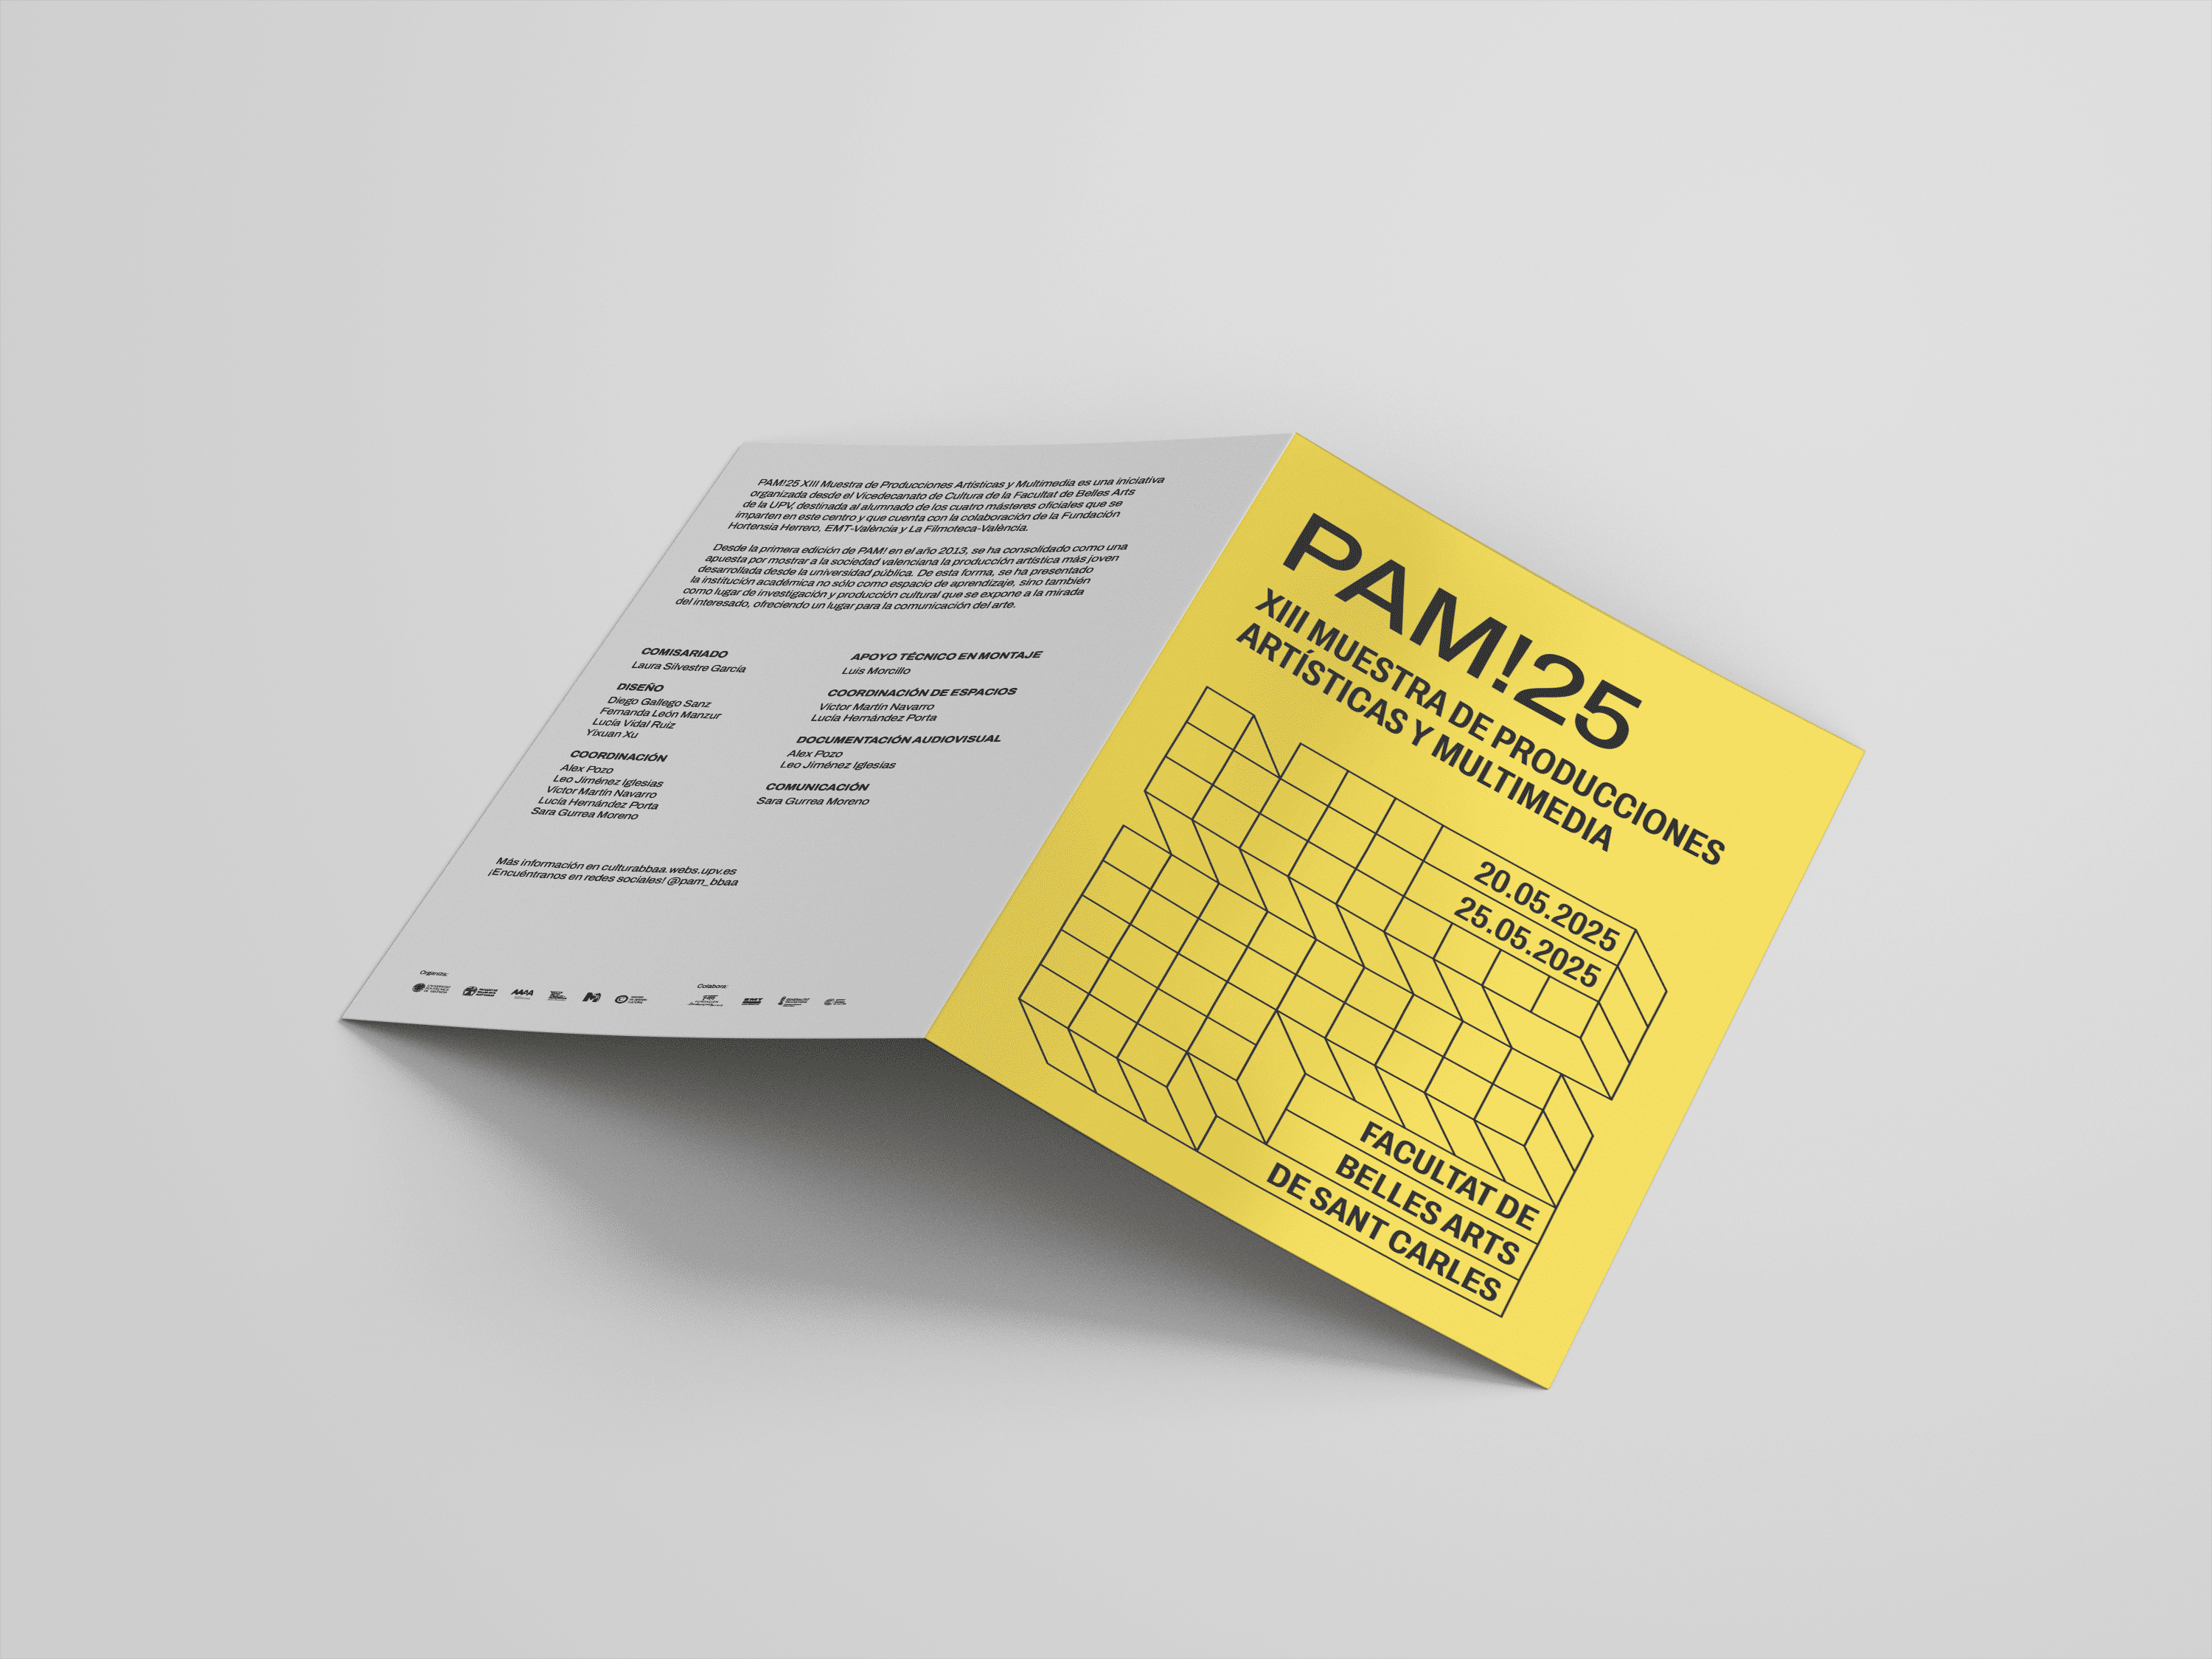 PAM!25 XIII Muestra de Producciones Artísticas y Multimedia es una iniciativa
organizada desde el Vicedecanato de Cultura de la Facultat de Belles Arts
de la UPV, destinada al alumnado de los cuatro másteres oficiales que se
imparten en este centro y que cuenta con la colaboración de la Fundación
Hortensia Herrero, EMT-València y La Filmoteca-València.
Desde la primera edición de PAM! en el año 2013, se ha consolidado como una
apuesta por mostrar a la sociedad valenciana la producción artística más joven
desarrollada desde la universidad pública. De esta forma, se ha presentado
la institución académica no sólo como espacio de aprendizaje, sino también
como lugar de investigación y producción cultural que se expone a la mirada
del interesado, ofreciendo un lugar para la comunicación del arte.
COMISARIADO
Laura Silvestre García
DISEÑO
Diego Gallego Sanz
Fernanda León Manzur
Lucía Vidal Ruiz
Yixuan Xu
COORDINACIÓN
Alex Pozo
Leo Jiménez Iglesias
Víctor Martín Navarro
Lucía Hernández Porta
Sara Gurrea Moreno
APOYO TÉCNICO EN MONTAJE
Luis Morcillo
COORDINACIÓN DE ESPACIOS
Víctor Martín Navarro
Lucía Hernández Porta
DOCUMENTACIÓN AUDIOVISUAL
Alex Pozo
Leo Jiménez Iglesias
COMUNICACIÓN
Sara Gurrea Moreno
Más información en culturabbaa.webs.upv.es
¡Encuéntranos en redes sociales! @pam_bbaa
Organiza:
Colabora:
EMT
PAM!25
XIII MUESTRA DE PRODUCCIONES
ARTÍSTICAS Y MULTIMEDIA
20.05.2025
25.05.2025
FACULTAT DE
BELLES ARTS
DE SANT CARLES